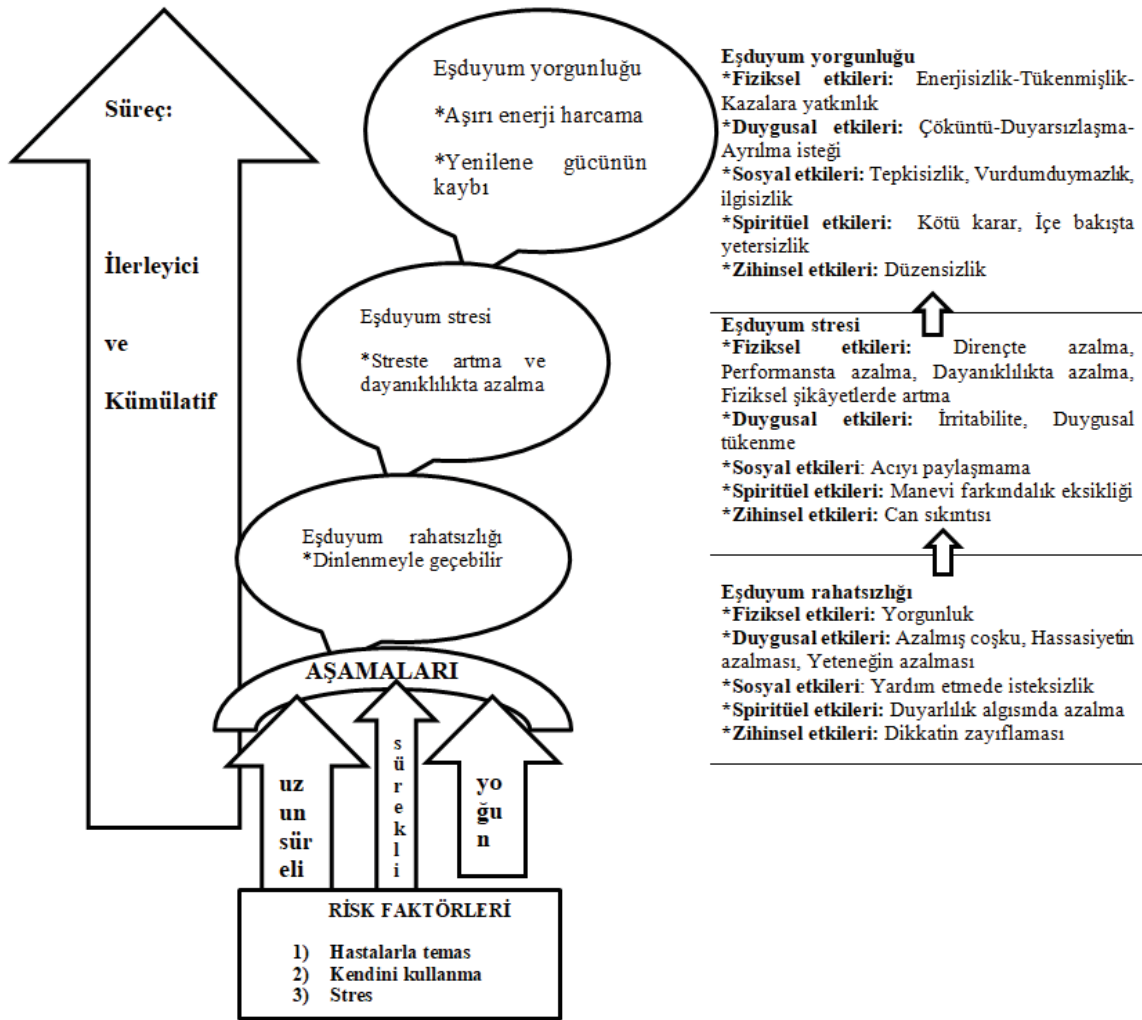 Süreç:
İlerleyici
ve
Kümülatif
Eşduyum yorgunluğu
*Aşırı enerji harcama
*Yenilene gücünün
kaybı
Eşduyum stresi
*Streste artma ve
dayanıklılıkta azalma
Eşduyum rahatsızlığı
*Dinlenmeyle geçebilir
AŞAMALARI
uz
un
sür
eli
s
ü
r
e
k
l
i
yo
ğu
n
RİSK FAKTÖRLERİ
1) Hastalarla temas
2) Kendini kullanma
3) Stres
Eşduyum yorgunluğu
*Fiziksel etkileri: Enerjisizlik-Tükenmişlik-
Kazalara yatkınlık
*Duygusal etkileri: Çöküntü-Duyarsızlaşma-
Ayrılma isteği
*Sosyal etkileri: Tepkisizlik, Vurdumduymazlık,
ilgisizlik
*Spiritüel etkileri: Kötü karar, İçe bakışta
yetersizlik
*Zihinsel etkileri: Düzensizlik
Eşduyum stresi
*Fiziksel etkileri: Dirençte azalma,
Performansta azalma, Dayanıklılıkta azalma,
Fiziksel şikâyetlerde artma
*Duygusal etkileri: İrritabilite, Duygusal
tükenme
*Sosyal etkileri: Acıyı paylaşmama
*Spiritüel etkileri: Manevi farkındalık eksikliği
*Zihinsel etkileri: Can sıkıntısı
Eşduyum rahatsızlığı
*Fiziksel etkileri: Yorgunluk
*Duygusal etkileri: Azalmış coşku, Hassasiyetin
azalması, Yeteneğin azalması
*Sosyal etkileri: Yardım etmede isteksizlik
*Spiritüel etkileri: Duyarlılık algısında azalma
*Zihinsel etkileri: Dikkatin zayıflaması